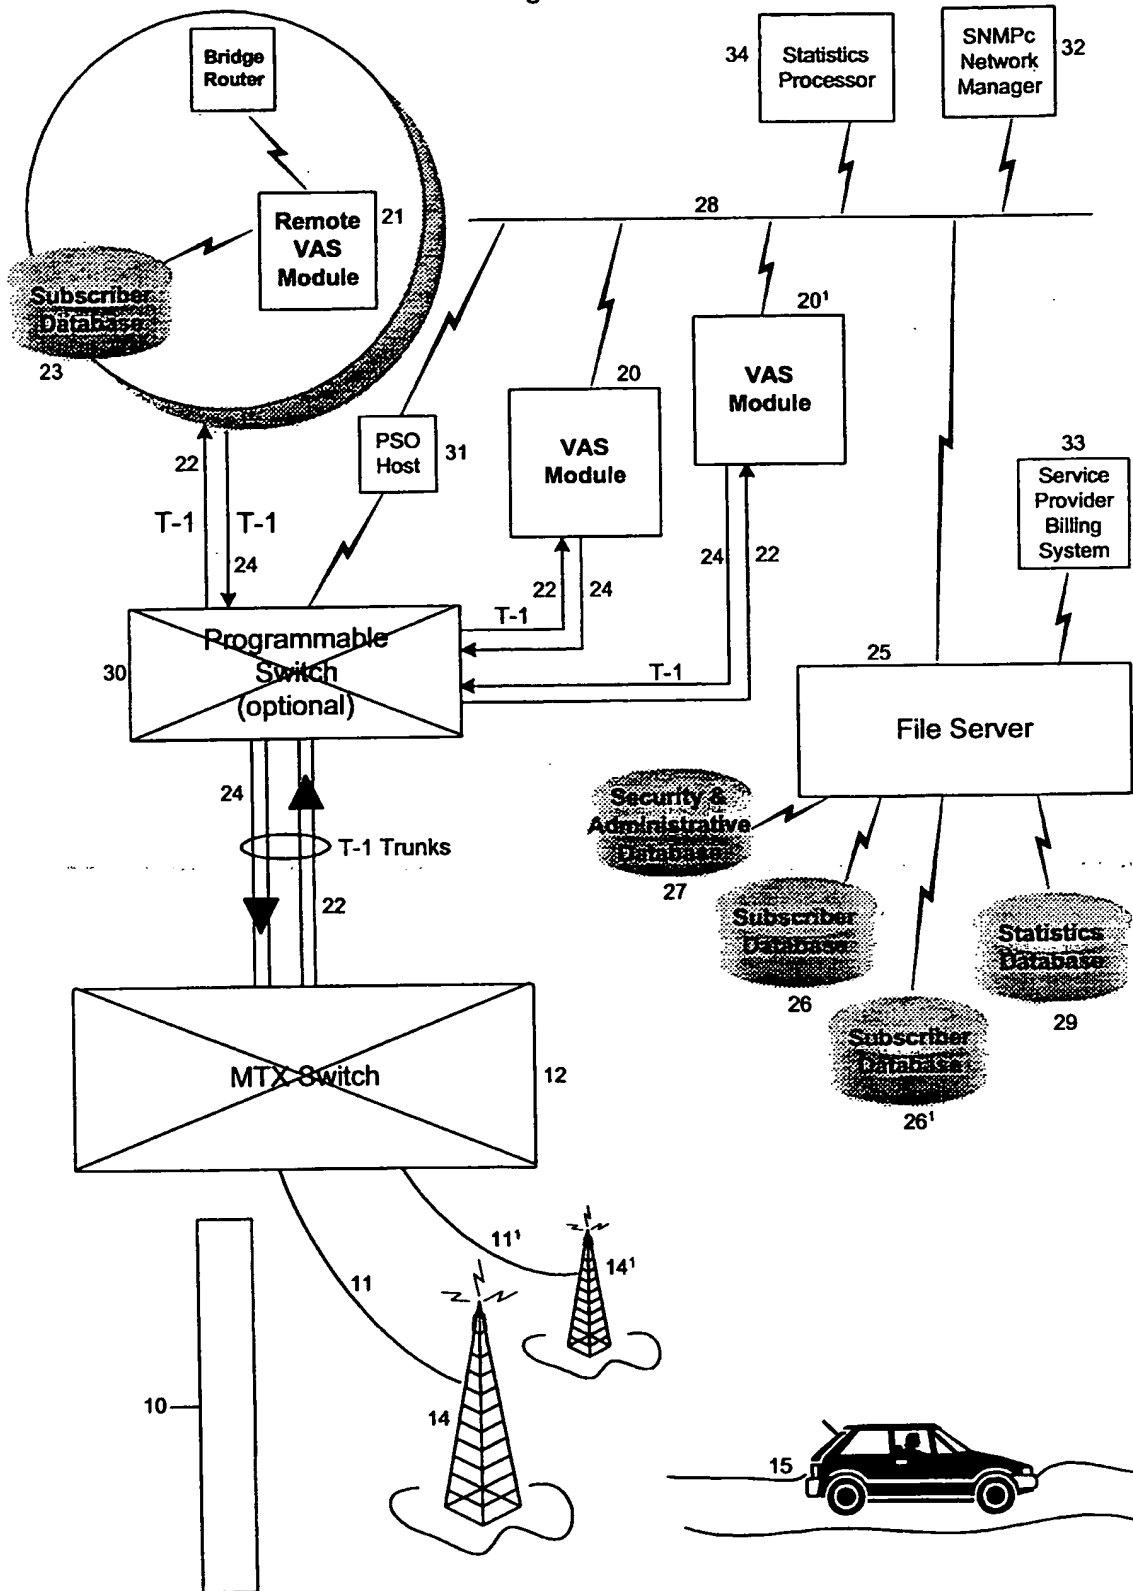 Bridge
Router
34
Statistics
Processor
SNMPc
Network
Manager
32
Remote
VAS
Module
21
28
Subscriber
Database
23
20¹
VAS
Module
20
VAS
Module
PSO
Host
31
33
Service
Provider
Billing
System
22
T-1
T-1
24
24
22
22
24
T-1
T-1
30
Programmable
Switch
(optional)
25
File Server
24
T-1 Trunks
22
Security &
Administrative
Database
27
Subscriber
Database
26
Statistics
Database
29
Subscriber
Database
26¹
MTX Switch
12
11
11¹
14¹
10
14
15